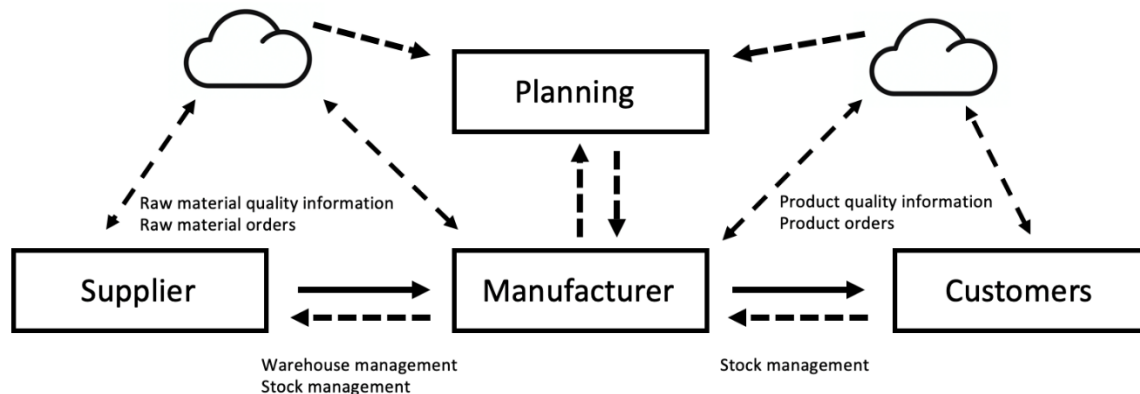 Planning
Raw material quality information
Raw material orders
Product quality information
Product orders
Supplier
Manufacturer
Customers
Warehouse management
Stock management
Stock management